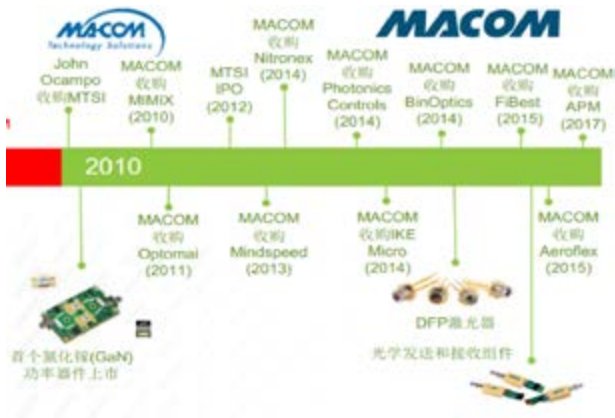 MACOM
Technology Solutions
MACOM
John
Ocampo
收购MTSI
MACOM
收购
MIMIX
(2010)
MTSI
IPO
(2012)
MACOM
收购
Nitronex
(2014)
MACOM
收购
Photonics
Controls
(2014)
MACOM
收购
BinOptics
(2014)
MACOM
收购
FiBest
(2015)
MACOM
收购
APM
(2017)
2010
MACOM
收购
Optomai
(2011)
MACOM
收购
Mindspeed
(2013)
MACOM
收购IKE
Micro
(2014)
MACOM
收购
Aeroflex
(2015)
首个氮化镓(GaN)
功率器件上市
DFP激光器
光学发送和接收组件